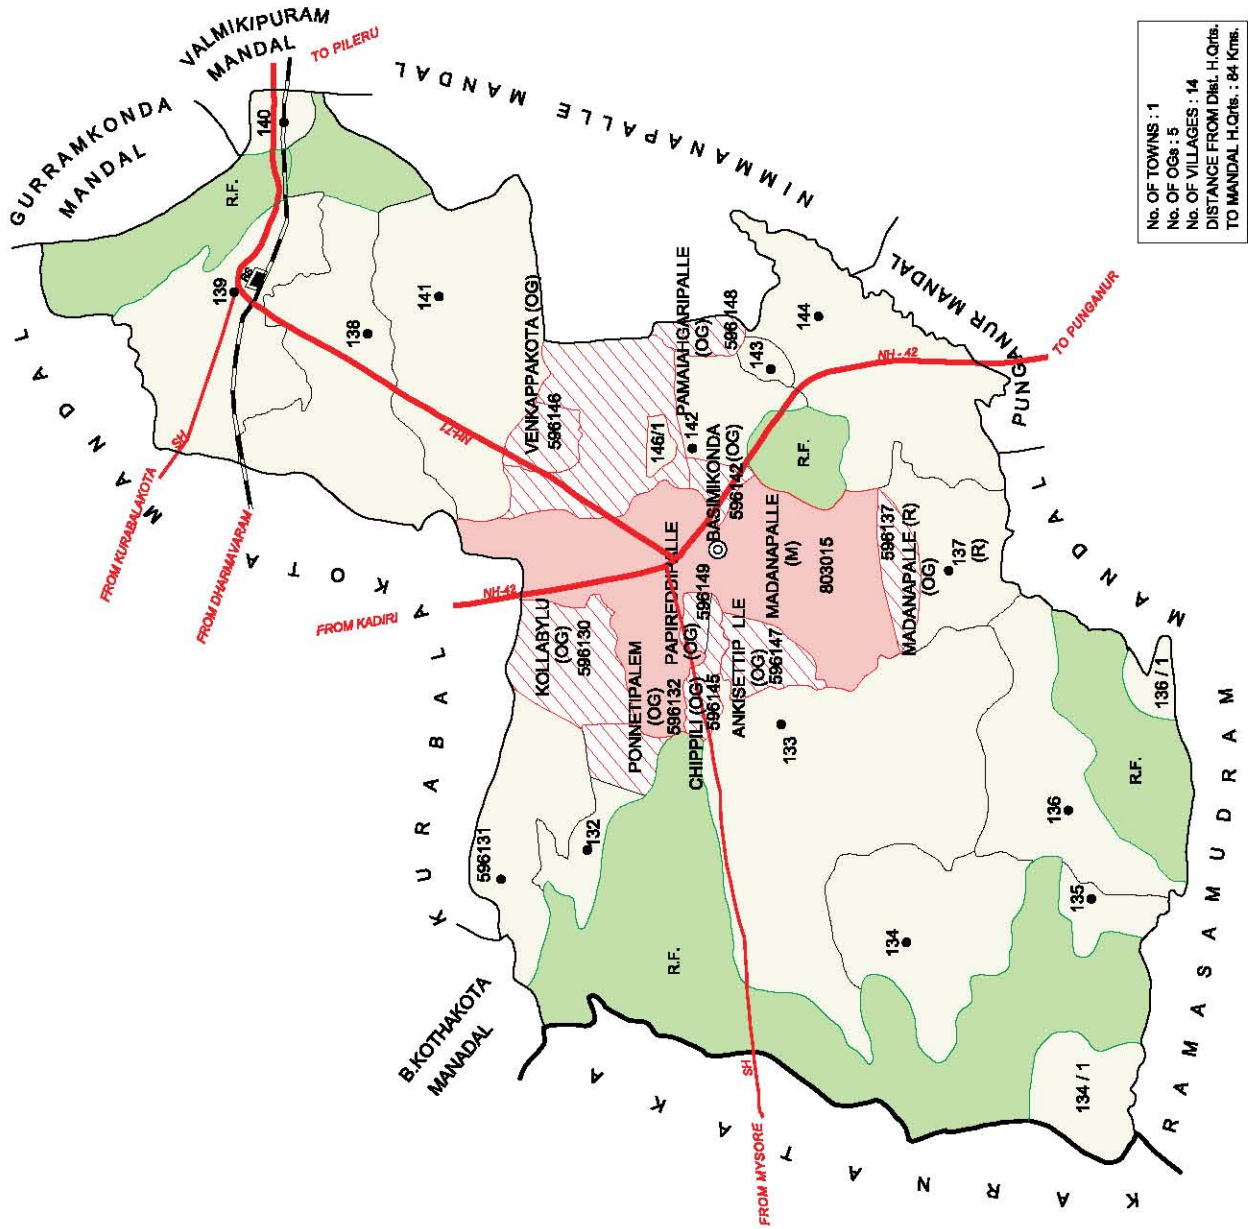 GURRAMKONDA
MANDAL
VALMIKIPURAM
MANDAL
TO PILERU
NIMMANAPALLE MANDAL
MANDAL
KURABALA KOTA
R.F.
140
139
RS
SH
FROM KURABALAKOTA
FROM DHARMAVARAM
138
141
NH-71
FROM KADIRI
NH-42
VENKAPPAKOTA (OG)
596146
146/1
142
PAMAIAHGARIPALLE
(OG)
596148
143
144
NH - 42
PUNGANUR MANDAL
TO PUNGANUR
KOLLABYLU
(OG)
596130
PONNETIPALEM
(OG)
596132
PAPIREDDIPALLE
(OG)
596149
CHIPPILI (OG)
596145
ANKISETTIP LLE
(OG)
596147
BASIMIKONDA
(OG)
596142
MADANAPALLE
(M)
803015
R.F.
596137
MADANAPALLE (R)
(OG)
137
(R)
MANDAL
596131
132
133
B.KOTHAKOTA
MANADAL
R.F.
SH
FROM MYSORE
134
135
136
136 / 1
R.F.
134 / 1
KARNATAKA
RAMASAMUDRAM
No. OF TOWNS : 1
No. OF OGs : 5
No. OF VILLAGES : 14
DISTANCE FROM Dist. H.Qrts.
TO MANDAL H.Qrts. : 84 Kms.